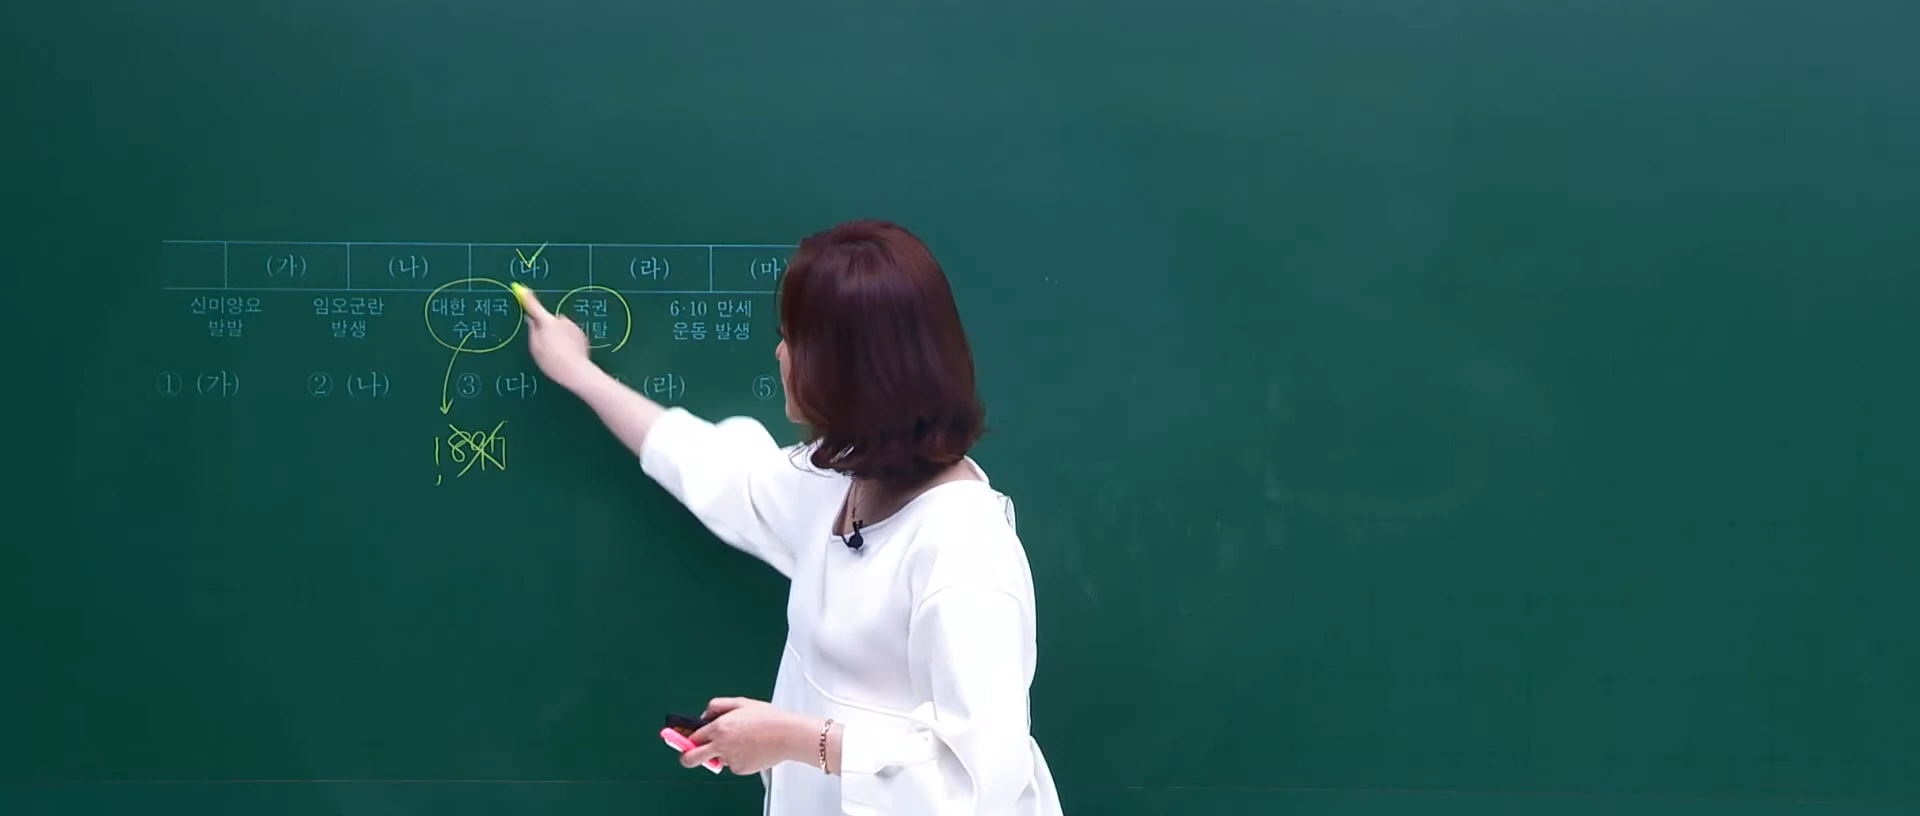 (가) (나) (다) (라) (마
신미양요 임오군란 대한 제국 국권 6·10 만세
발발 발생 수립 탈 운동 발생
① (가) ② (나) ③ (다) (라) ⑤
1897